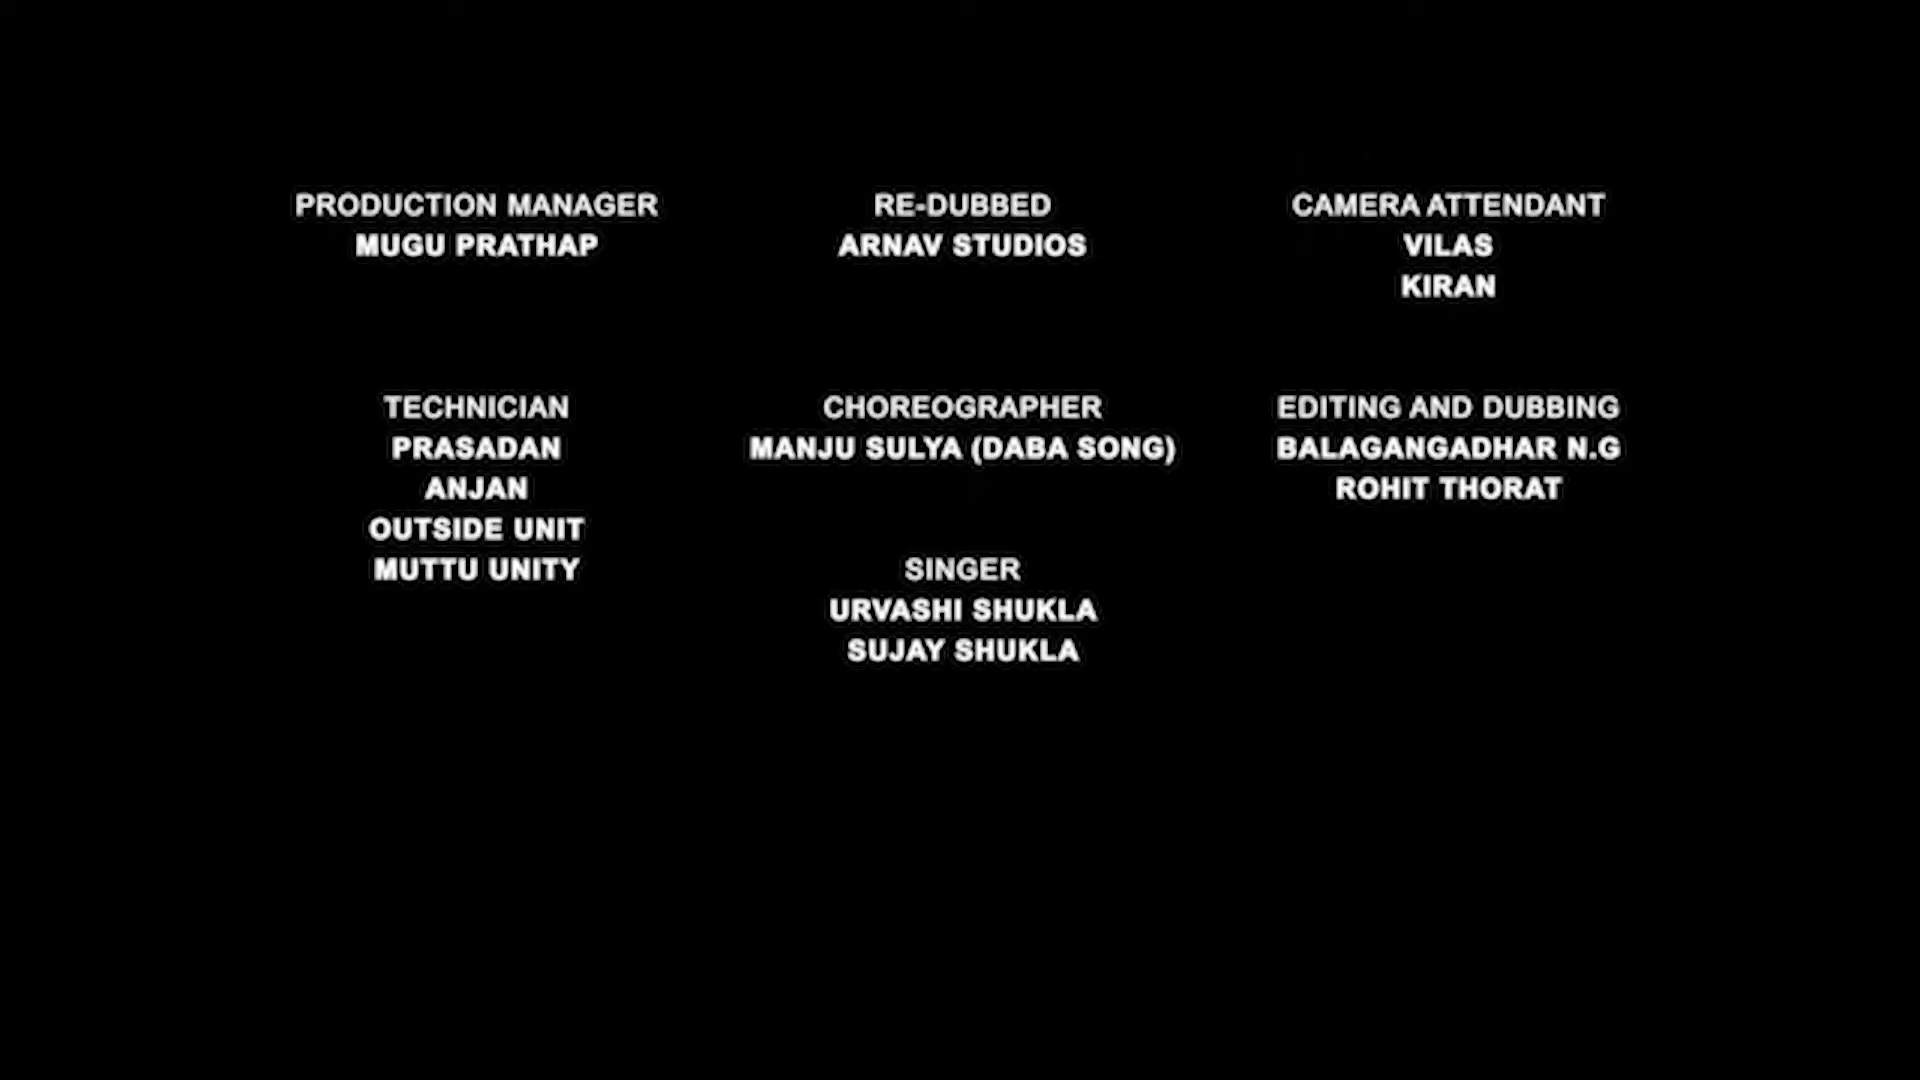 PRODUCTION MANAGER
MUGU PRATHAP
RE-DUBBED
ARNAV STUDIOS
CAMERA ATTENDANT
VILAS
KIRAN
TECHNICIAN
PRASADAN
ANJAN
OUTSIDE UNIT
MUTTU UNITY
CHOREOGRAPHER
MANJU SULYA (DABA SONG)
SINGER
URVASHI SHUKLA
SUJAY SHUKLA
EDITING AND DUBBING
BALAGANGADHAR N.G
ROHIT THORAT